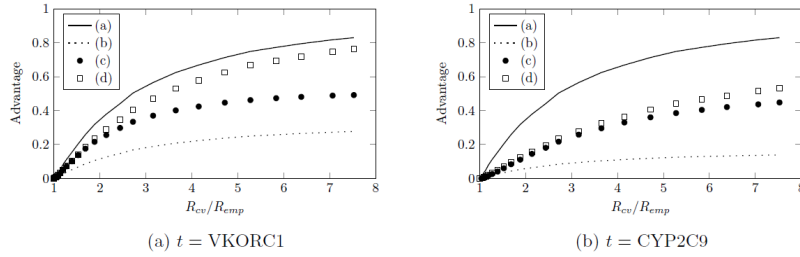 Advantage
1
0.8
0.6
0.4
0.2
0
(a)
(b)
(c)
(d)
1 2 3 4 5 6 7 8
R_cv/R_emp
(a) t = VKORC1
Advantage
1
0.8
0.6
0.4
0.2
0
(a)
(b)
(c)
(d)
1 2 3 4 5 6 7 8
R_cv/R_emp
(b) t = CYP2C9